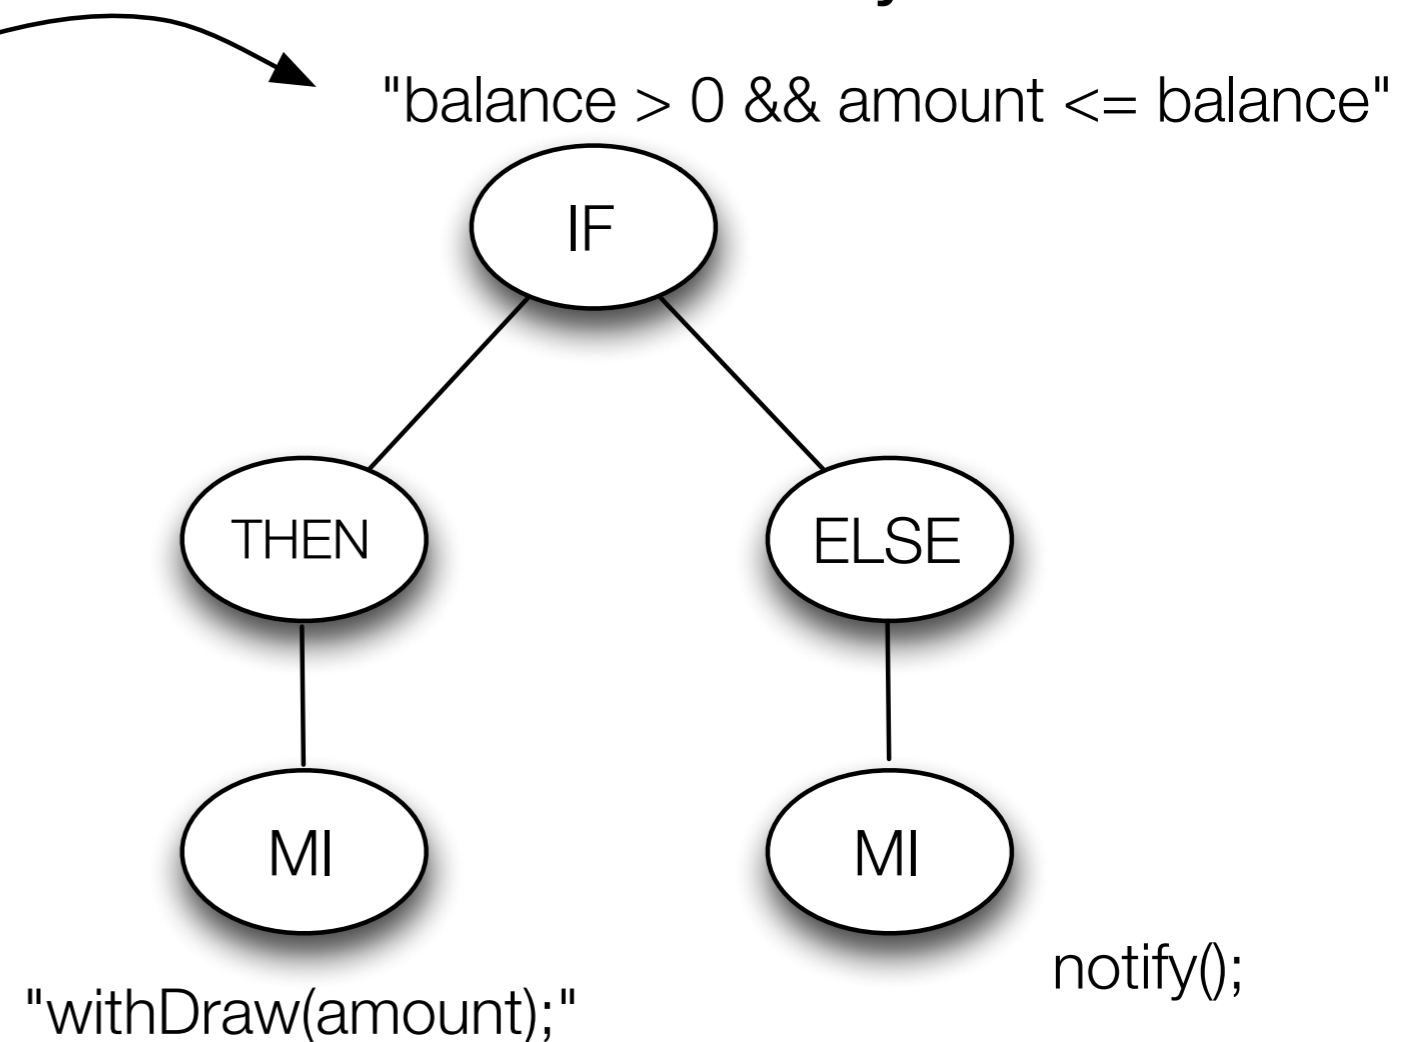 "balance > 0 && amount <= balance"
IF
THEN
ELSE
MI
MI
notify();
"withDraw(amount);"